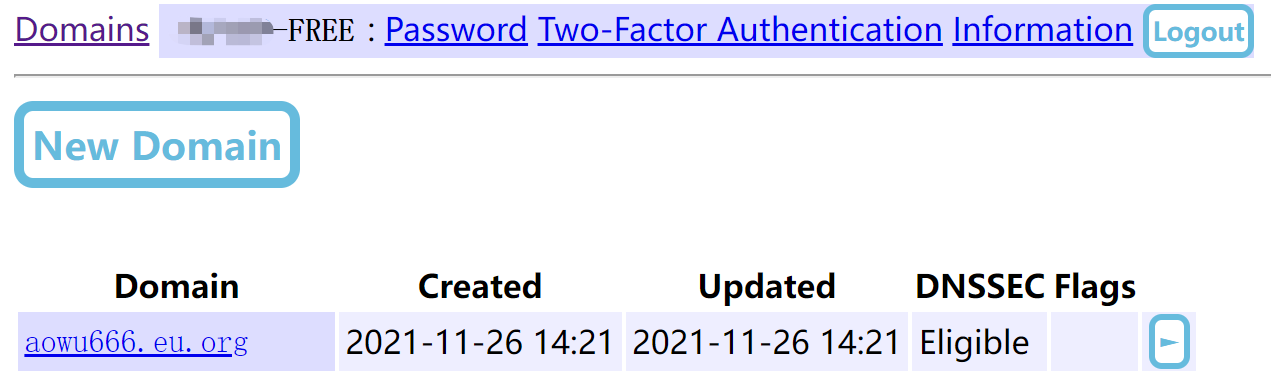 Domains -FREE : Password Two-Factor Authentication Information Logout
New Domain
Domain Created Updated DNSSEC Flags
aowu666.eu.org 2021-11-26 14:21 2021-11-26 14:21 Eligible ►